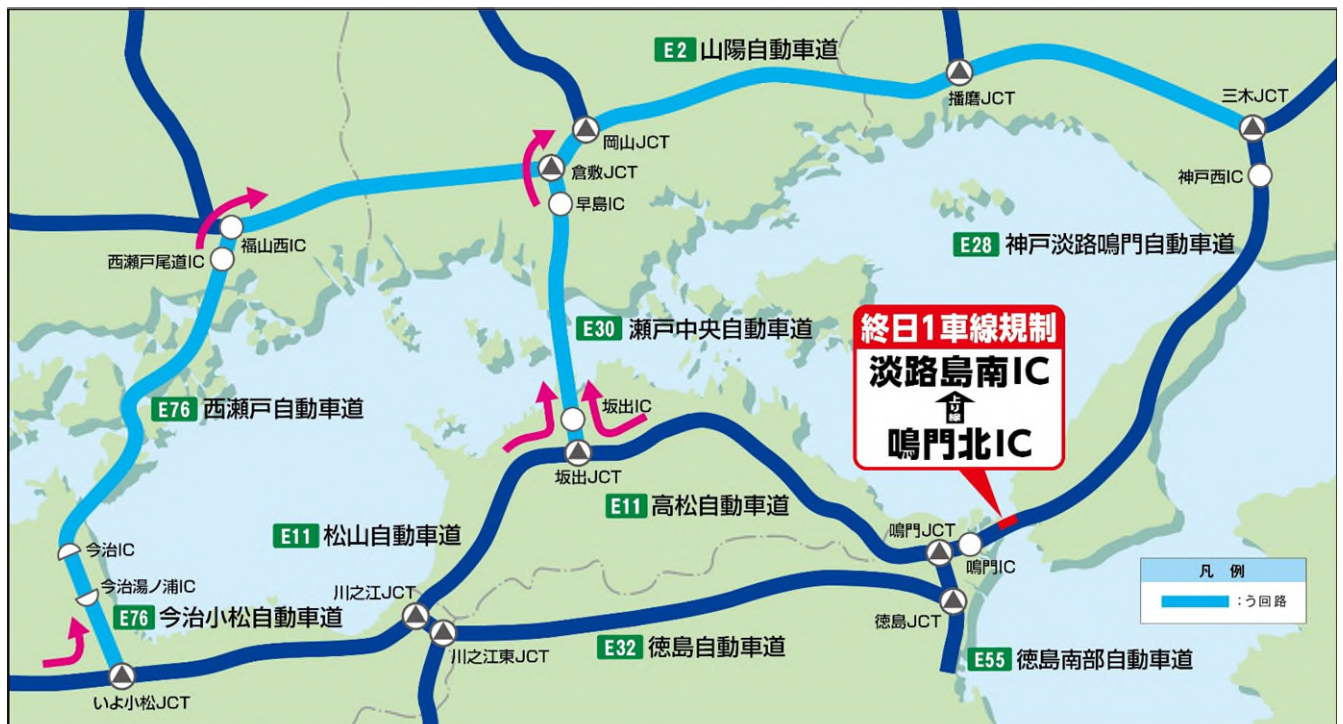 E2 山陽自動車道
播磨JCT
三木JCT
岡山JCT
倉敷JCT
神戸西IC
早島IC
福山西IC
西瀬戸尾道IC
E28 神戸淡路鳴門自動車道
E30 瀬戸中央自動車道
終日1車線規制
淡路島南IC
上り線
鳴門北IC
E76 西瀬戸自動車道
坂出IC
坂出JCT
E11 高松自動車道
E11 松山自動車道
鳴門JCT
鳴門IC
今治IC
今治湯ノ浦IC
E76 今治小松自動車道
川之江JCT
川之江東JCT
徳島JCT
E32 徳島自動車道
E55 徳島南部自動車道
いよ小松JCT
凡例
:う回路